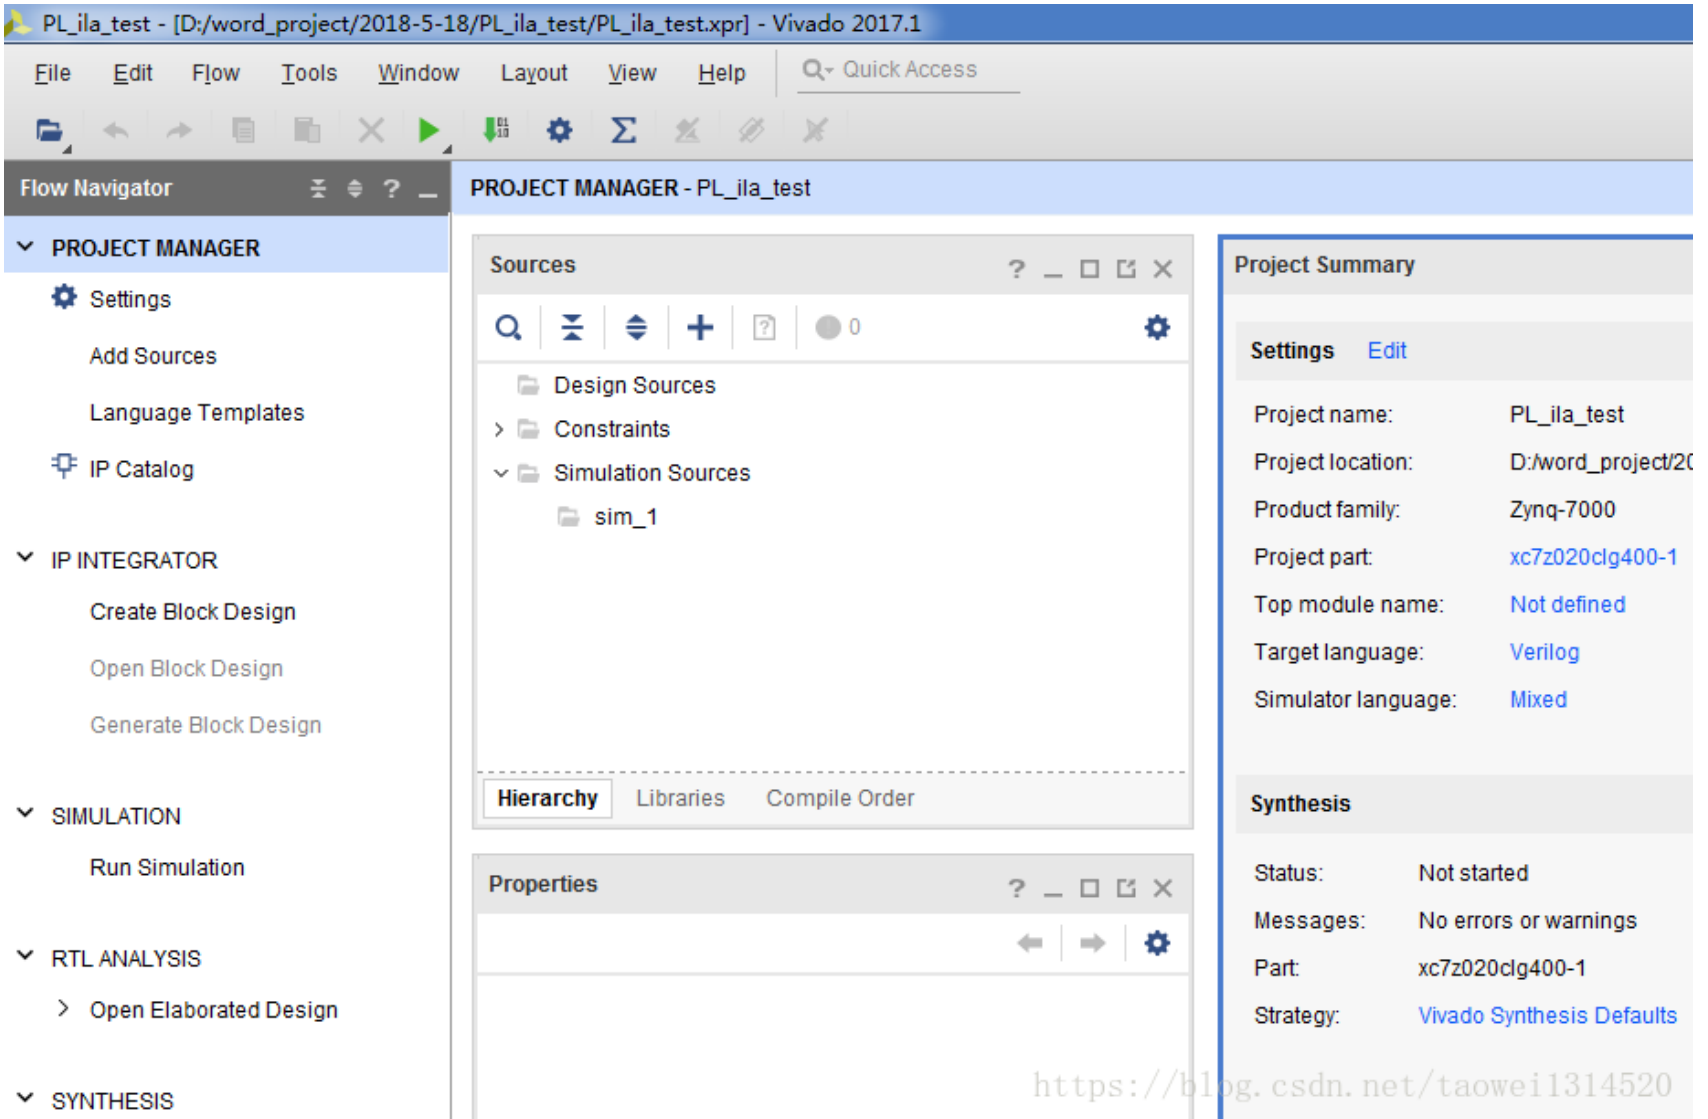 PL_ila_test - [D:/word_project/2018-5-18/PL_ila_test/PL_ila_test.xpr] - Vivado 2017.1
File Edit Flow Tools Window Layout View Help Quick Access
Flow Navigator
PROJECT MANAGER - PL_ila_test
PROJECT MANAGER
Settings
Add Sources
Language Templates
IP Catalog
IP INTEGRATOR
Create Block Design
Open Block Design
Generate Block Design
SIMULATION
Run Simulation
RTL ANALYSIS
Open Elaborated Design
SYNTHESIS
Sources
0
Design Sources
Constraints
Simulation Sources
sim_1
Hierarchy Libraries Compile Order
Properties
Project Summary
Settings Edit
Project name: PL_ila_test
Project location: D:/word_project/20
Product family: Zynq-7000
Project part: xc7z020clg400-1
Top module name: Not defined
Target language: Verilog
Simulator language: Mixed
Synthesis
Status: Not started
Messages: No errors or warnings
Part: xc7z020clg400-1
Strategy: Vivado Synthesis Defaults
https://blog.csdn.net/taowei1314520